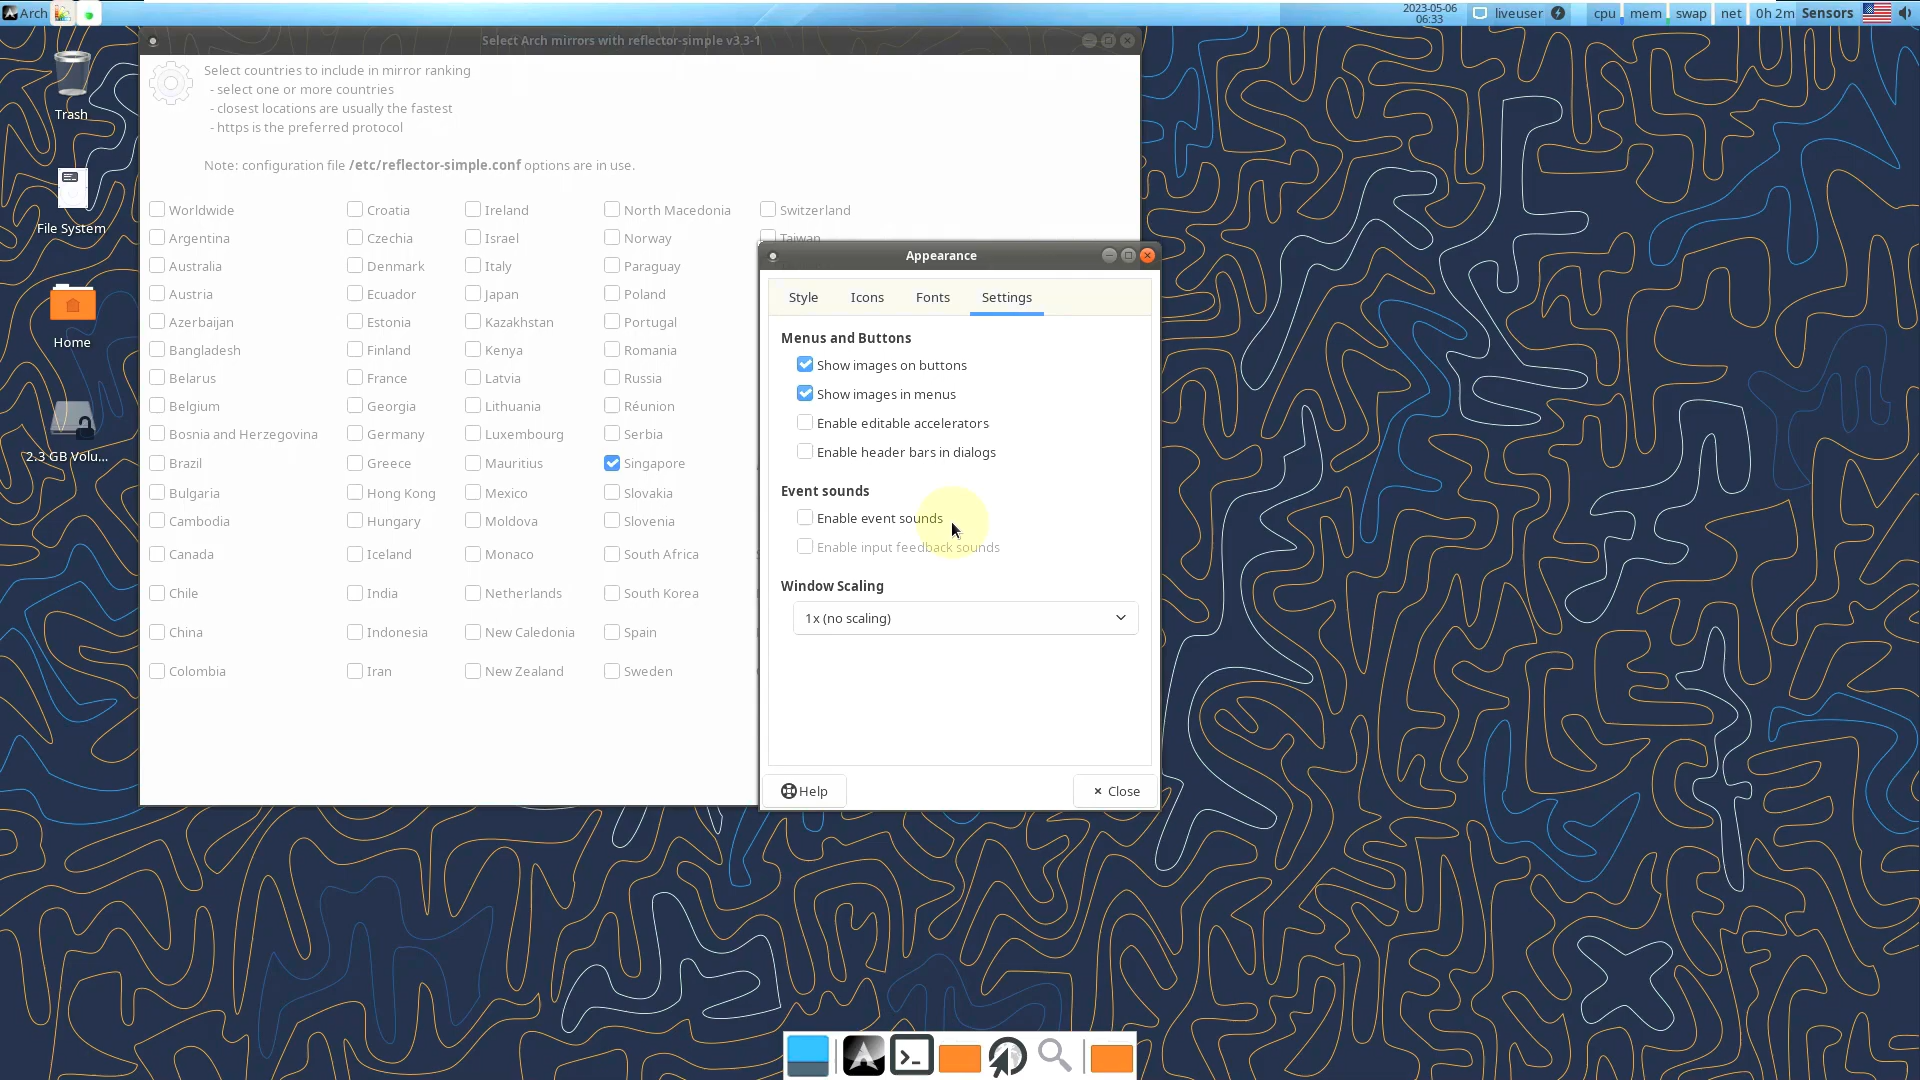 Arch
2023-05-06
06:33
liveuser
cpu
mem
swap
net
0h 2m
Sensors
Trash
File System
Home
2.3 GB Volu...
Select Arch mirrors with reflector-simple v3.3-1
Select countries to include in mirror ranking
- select one or more countries
- closest locations are usually the fastest
- https is the preferred protocol
Note: configuration file /etc/reflector-simple.conf options are in use.
Worldwide
Argentina
Australia
Austria
Azerbaijan
Bangladesh
Belarus
Belgium
Bosnia and Herzegovina
Brazil
Bulgaria
Cambodia
Canada
Chile
China
Colombia
Croatia
Czechia
Denmark
Ecuador
Estonia
Finland
France
Georgia
Germany
Greece
Hong Kong
Hungary
Iceland
India
Indonesia
Iran
Ireland
Israel
Italy
Japan
Kazakhstan
Kenya
Latvia
Lithuania
Luxembourg
Mauritius
Mexico
Moldova
Monaco
Netherlands
New Caledonia
New Zealand
North Macedonia
Norway
Paraguay
Poland
Portugal
Romania
Russia
Réunion
Serbia
Singapore
Slovakia
Slovenia
South Africa
South Korea
Spain
Sweden
Switzerland
Taiwan
Appearance
Style
Icons
Fonts
Settings
Menus and Buttons
Show images on buttons
Show images in menus
Enable editable accelerators
Enable header bars in dialogs
Event sounds
Enable event sounds
Enable input feedback sounds
Window Scaling
1x (no scaling)
Help
Close